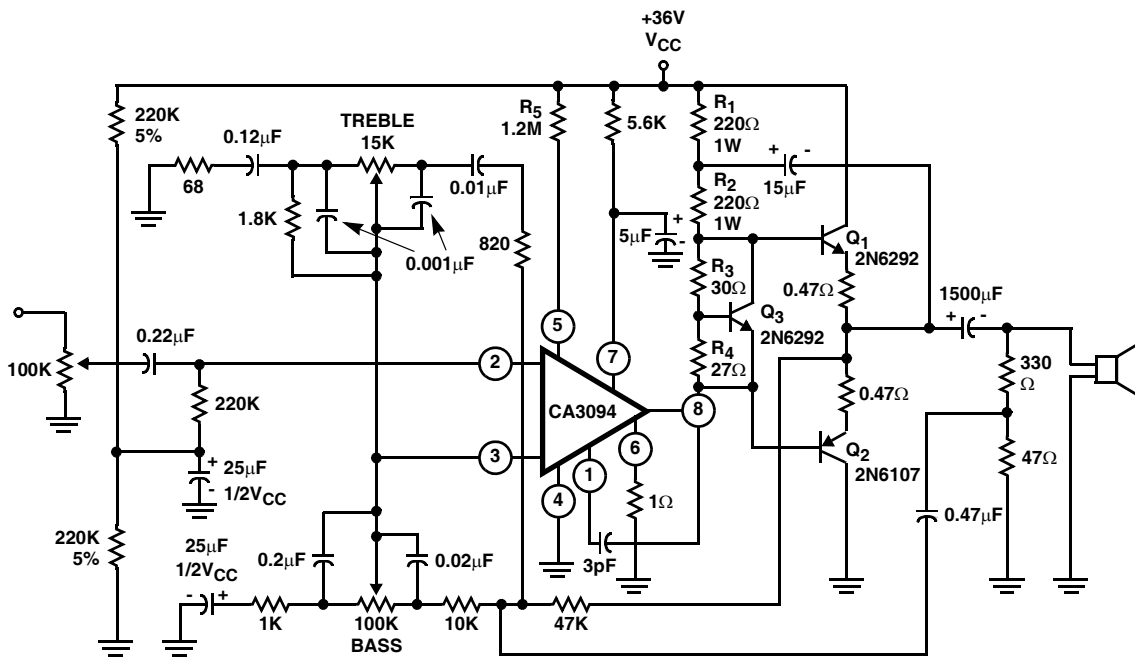 +36V
VCC
220K
5%
0.12μF
68
TREBLE
15K
0.01μF
1.8K
0.001μF
820
R5
1.2M
5.6K
5μF
+
-
R1
220Ω
1W
+
-
15μF
R2
220Ω
1W
R3
30Ω
Q3
2N6292
R4
27Ω
Q1
2N6292
0.47Ω
1500μF
+
-
330
Ω
0.47Ω
Q2
2N6107
47Ω
0.47μF
100K
0.22μF
220K
+
-
25μF
1/2VCC
220K
5%
2
3
5
7
CA3094
8
6
1
4
1Ω
3pF
25μF
1/2VCC
-
+
0.2μF
0.02μF
1K
100K
BASS
10K
47K